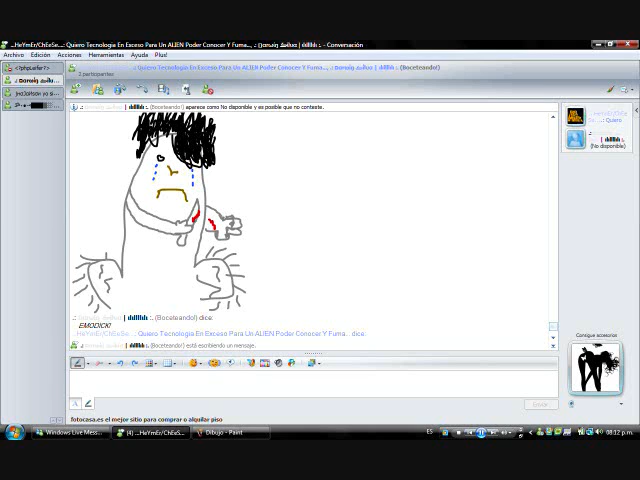 Quiero Tecnologia En Exceso Para Un ALIEN Poder Conocer Y Fuma... - Conversación
Archivo Edición Contactos Acciones Herramientas Ayuda Plus!
<?phpLeifer?>
Quiero Tecnologia En Exceso Para Un ALIEN Poder Conocer Y Fuma... (Boceteando!)
2 participantes
(Boceteando!) aparece como No disponible y es posible que no conteste.
Quiero
(No disponible)
(Boceteando!) dice:
EMODICK!
Quiero Tecnologia En Exceso Para Un ALIEN Poder Conocer Y Fuma... dice:
(Boceteando!) está escribiendo un mensaje.
Consigue accesorios
A
Enviar
fotocasa.es el mejor sitio para comprar o alquilar piso
Windows Live Mess...
Dibujo - Paint
ES
08:12 p.m.